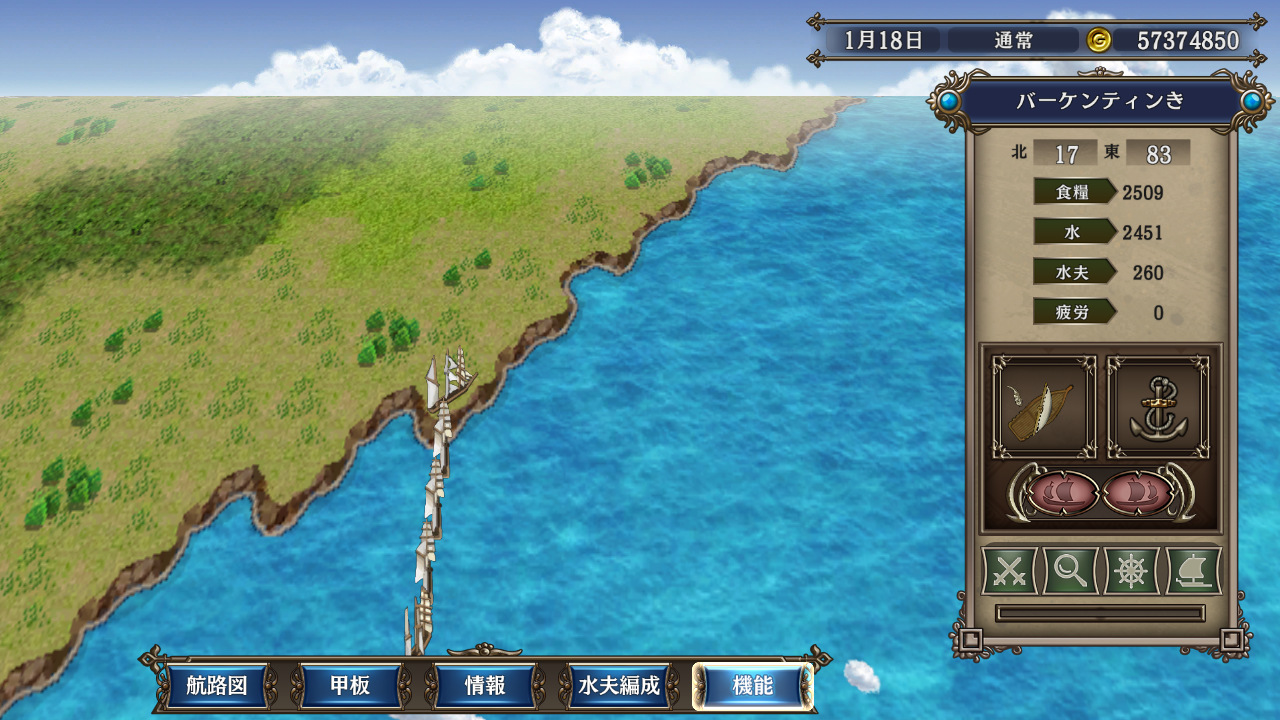 1月18日 通常 G 57374850
バーケンティンき
北 17 東 83
食糧 2509
水 2451
水夫 260
疲労 0
航路図 甲板 情報 水夫編成 機能